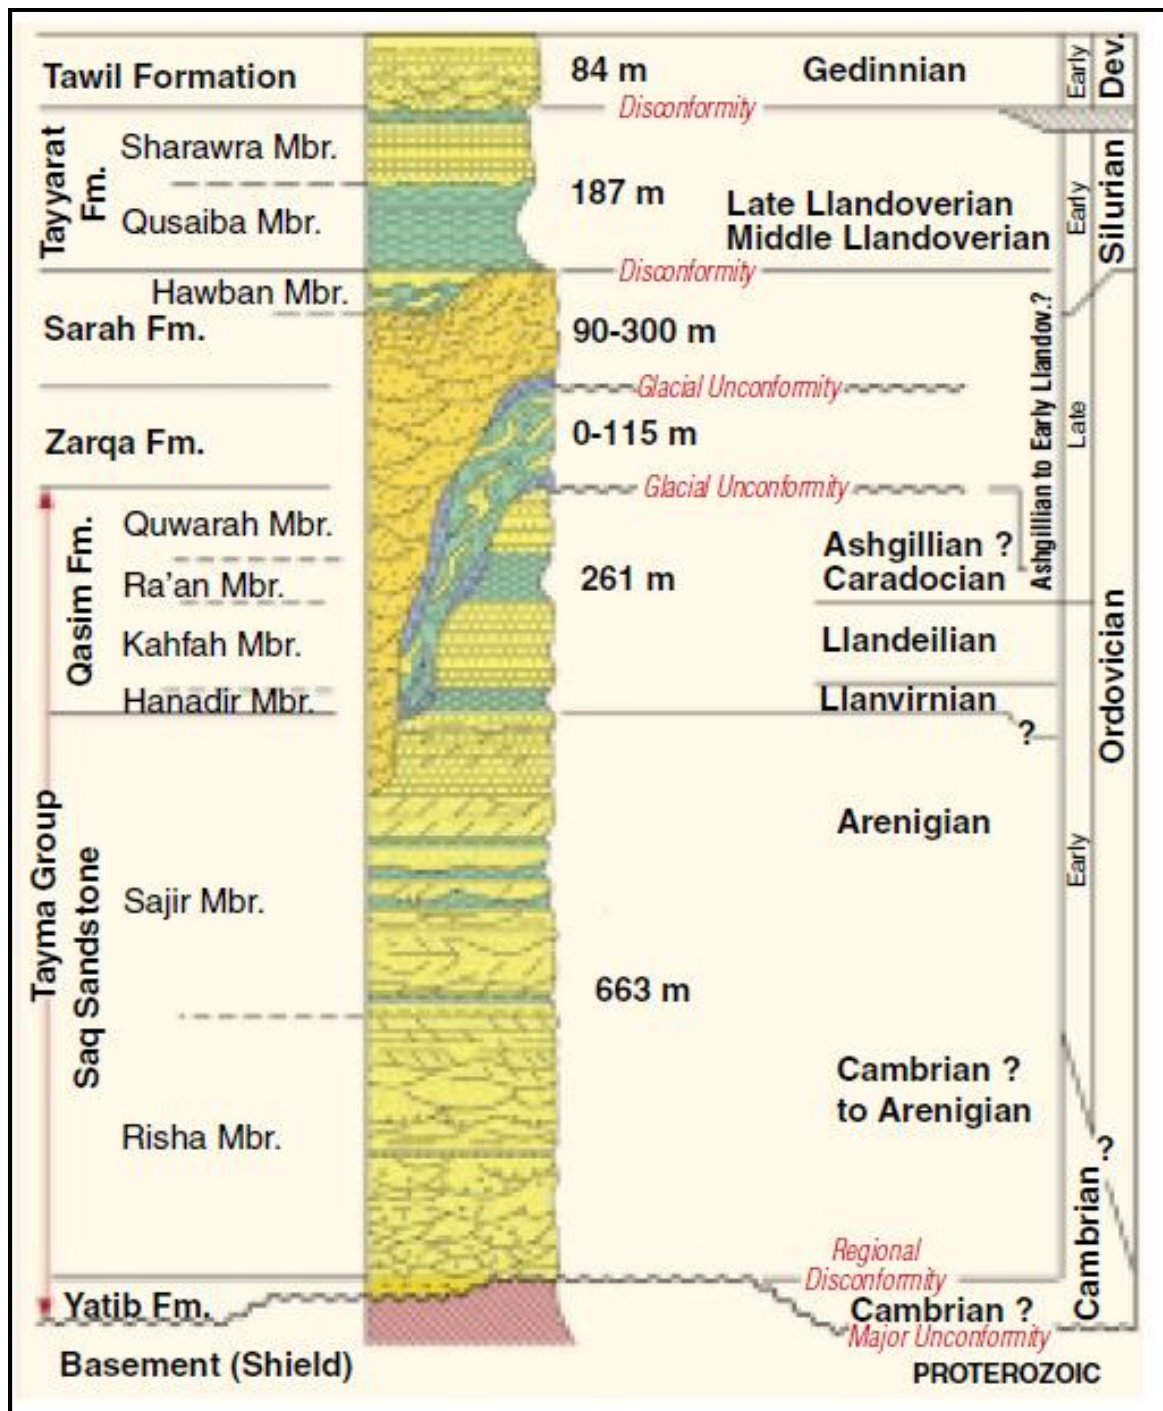 Tawil Formation
84 m
Gedinnian
Early
Dev.
Disconformity
Tayyarat
Fm.
Sharawra Mbr.
Qusaiba Mbr.
187 m
Late Llandoverian
Middle Llandoverian
Early
Silurian
Disconformity
Hawban Mbr.
Sarah Fm.
90-300 m
Glacial Unconformity
Zarqa Fm.
0-115 m
Glacial Unconformity
Ashgillian to Early Llandov.?
Late
Ordovician
Qasim Fm.
Quwarah Mbr.
Ra'an Mbr.
Kahfah Mbr.
Hanadir Mbr.
261 m
Ashgillian ?
Caradocian
Llandeilian
Llanvirnian
?
Tayma Group
Saq Sandstone
Sajir Mbr.
Risha Mbr.
663 m
Arenigian
Early
Cambrian ?
to Arenigian
?
Cambrian
Regional
Disconformity
Yatib Fm.
Cambrian ?
Major Unconformity
Basement (Shield)
PROTEROZOIC